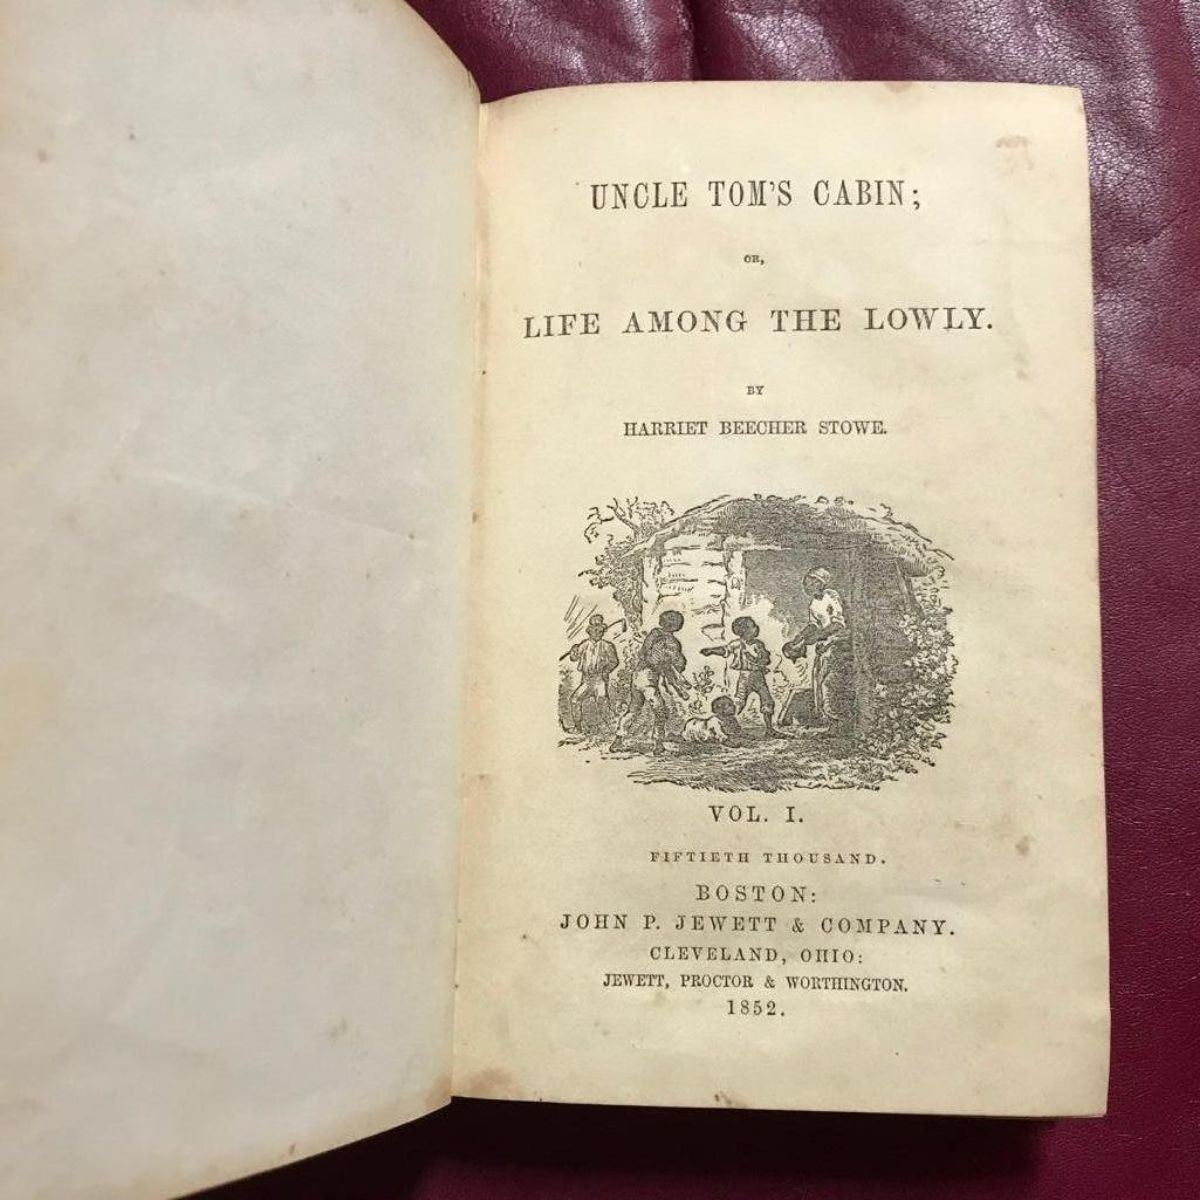 UNCLE TOM'S CABIN;
OR,
LIFE AMONG THE LOWLY.
BY
HARRIET BEECHER STOWE.
VOL. I.
FIFTIETH THOUSAND.
BOSTON:
JOHN P. JEWETT & COMPANY.
CLEVELAND, OHIO:
JEWETT, PROCTOR & WORTHINGTON.
1852.